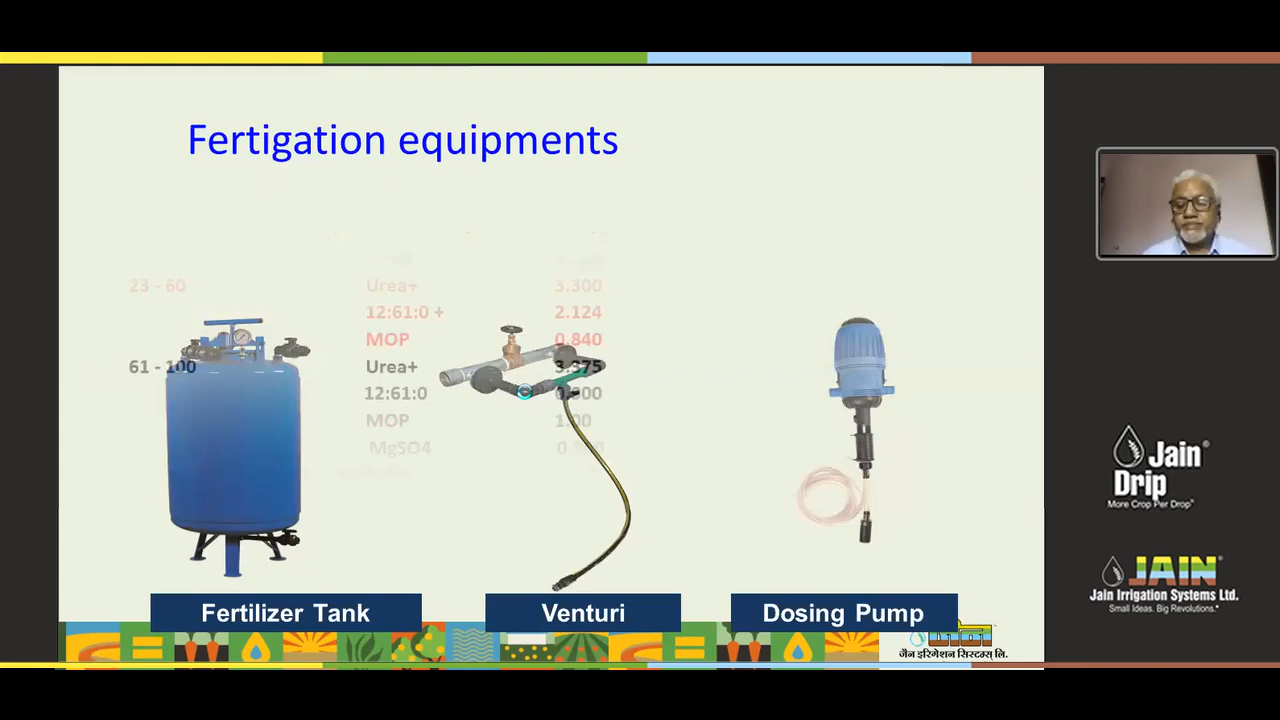 Fertigation equipments
23 - 60 Urea+ 3.300
12:61:0 + 2.124
MOP 0.840
61 - 100 Urea+ 3.375
12:61:0
MOP 1.00
MgSO4
Fertilizer Tank
Venturi
Dosing Pump
जैन इरिगेशन सिस्टम्स् लि.
Jain
Drip
More Crop Per Drop
JAIN
Jain Irrigation Systems Ltd.
Small Ideas. Big Revolutions.